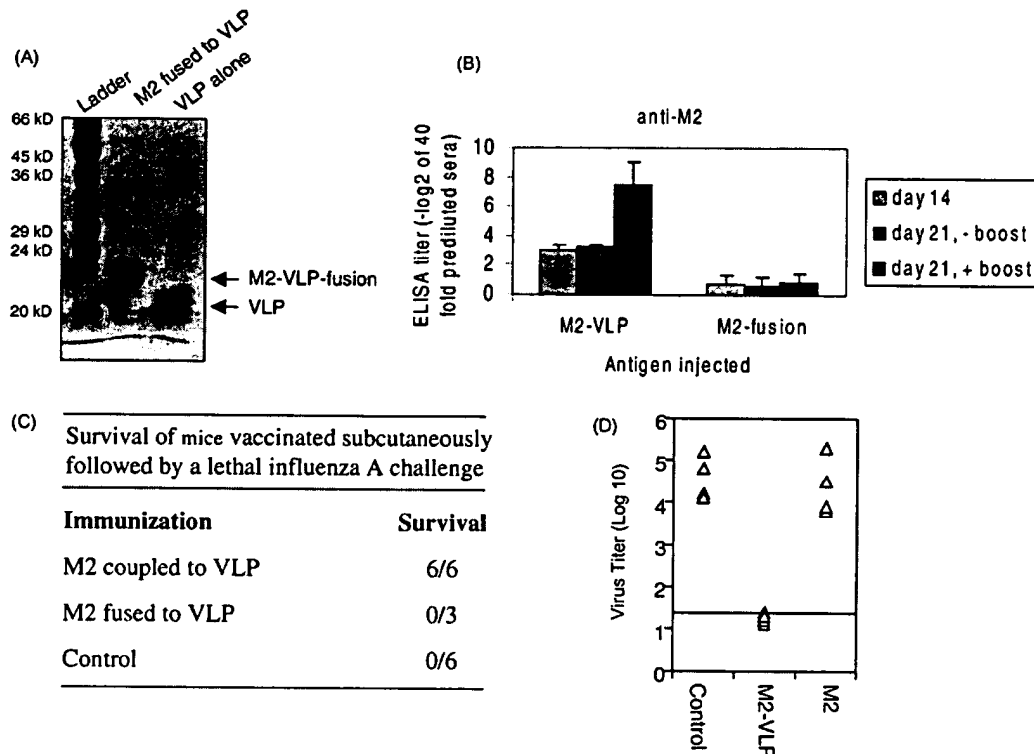 (A)
Ladder
M2 fused to VLP
VLP alone
66 kD
45 kD
36 kD
29 kD
24 kD
20 kD
M2-VLP-fusion
VLP
(B)
anti-M2
ELISA titer (-log2 of 40
fold prediluted sera)
10
8
6
4
2
0
M2-VLP
M2-fusion
Antigen injected
day 14
day 21, - boost
day 21, + boost
(C)
Survival of mice vaccinated subcutaneously
followed by a lethal influenza A challenge
Immunization Survival
M2 coupled to VLP 6/6
M2 fused to VLP 0/3
Control 0/6
(D)
Virus Titer (Log 10)
6
5
4
3
2
1
0
Control
M2-VLP
M2